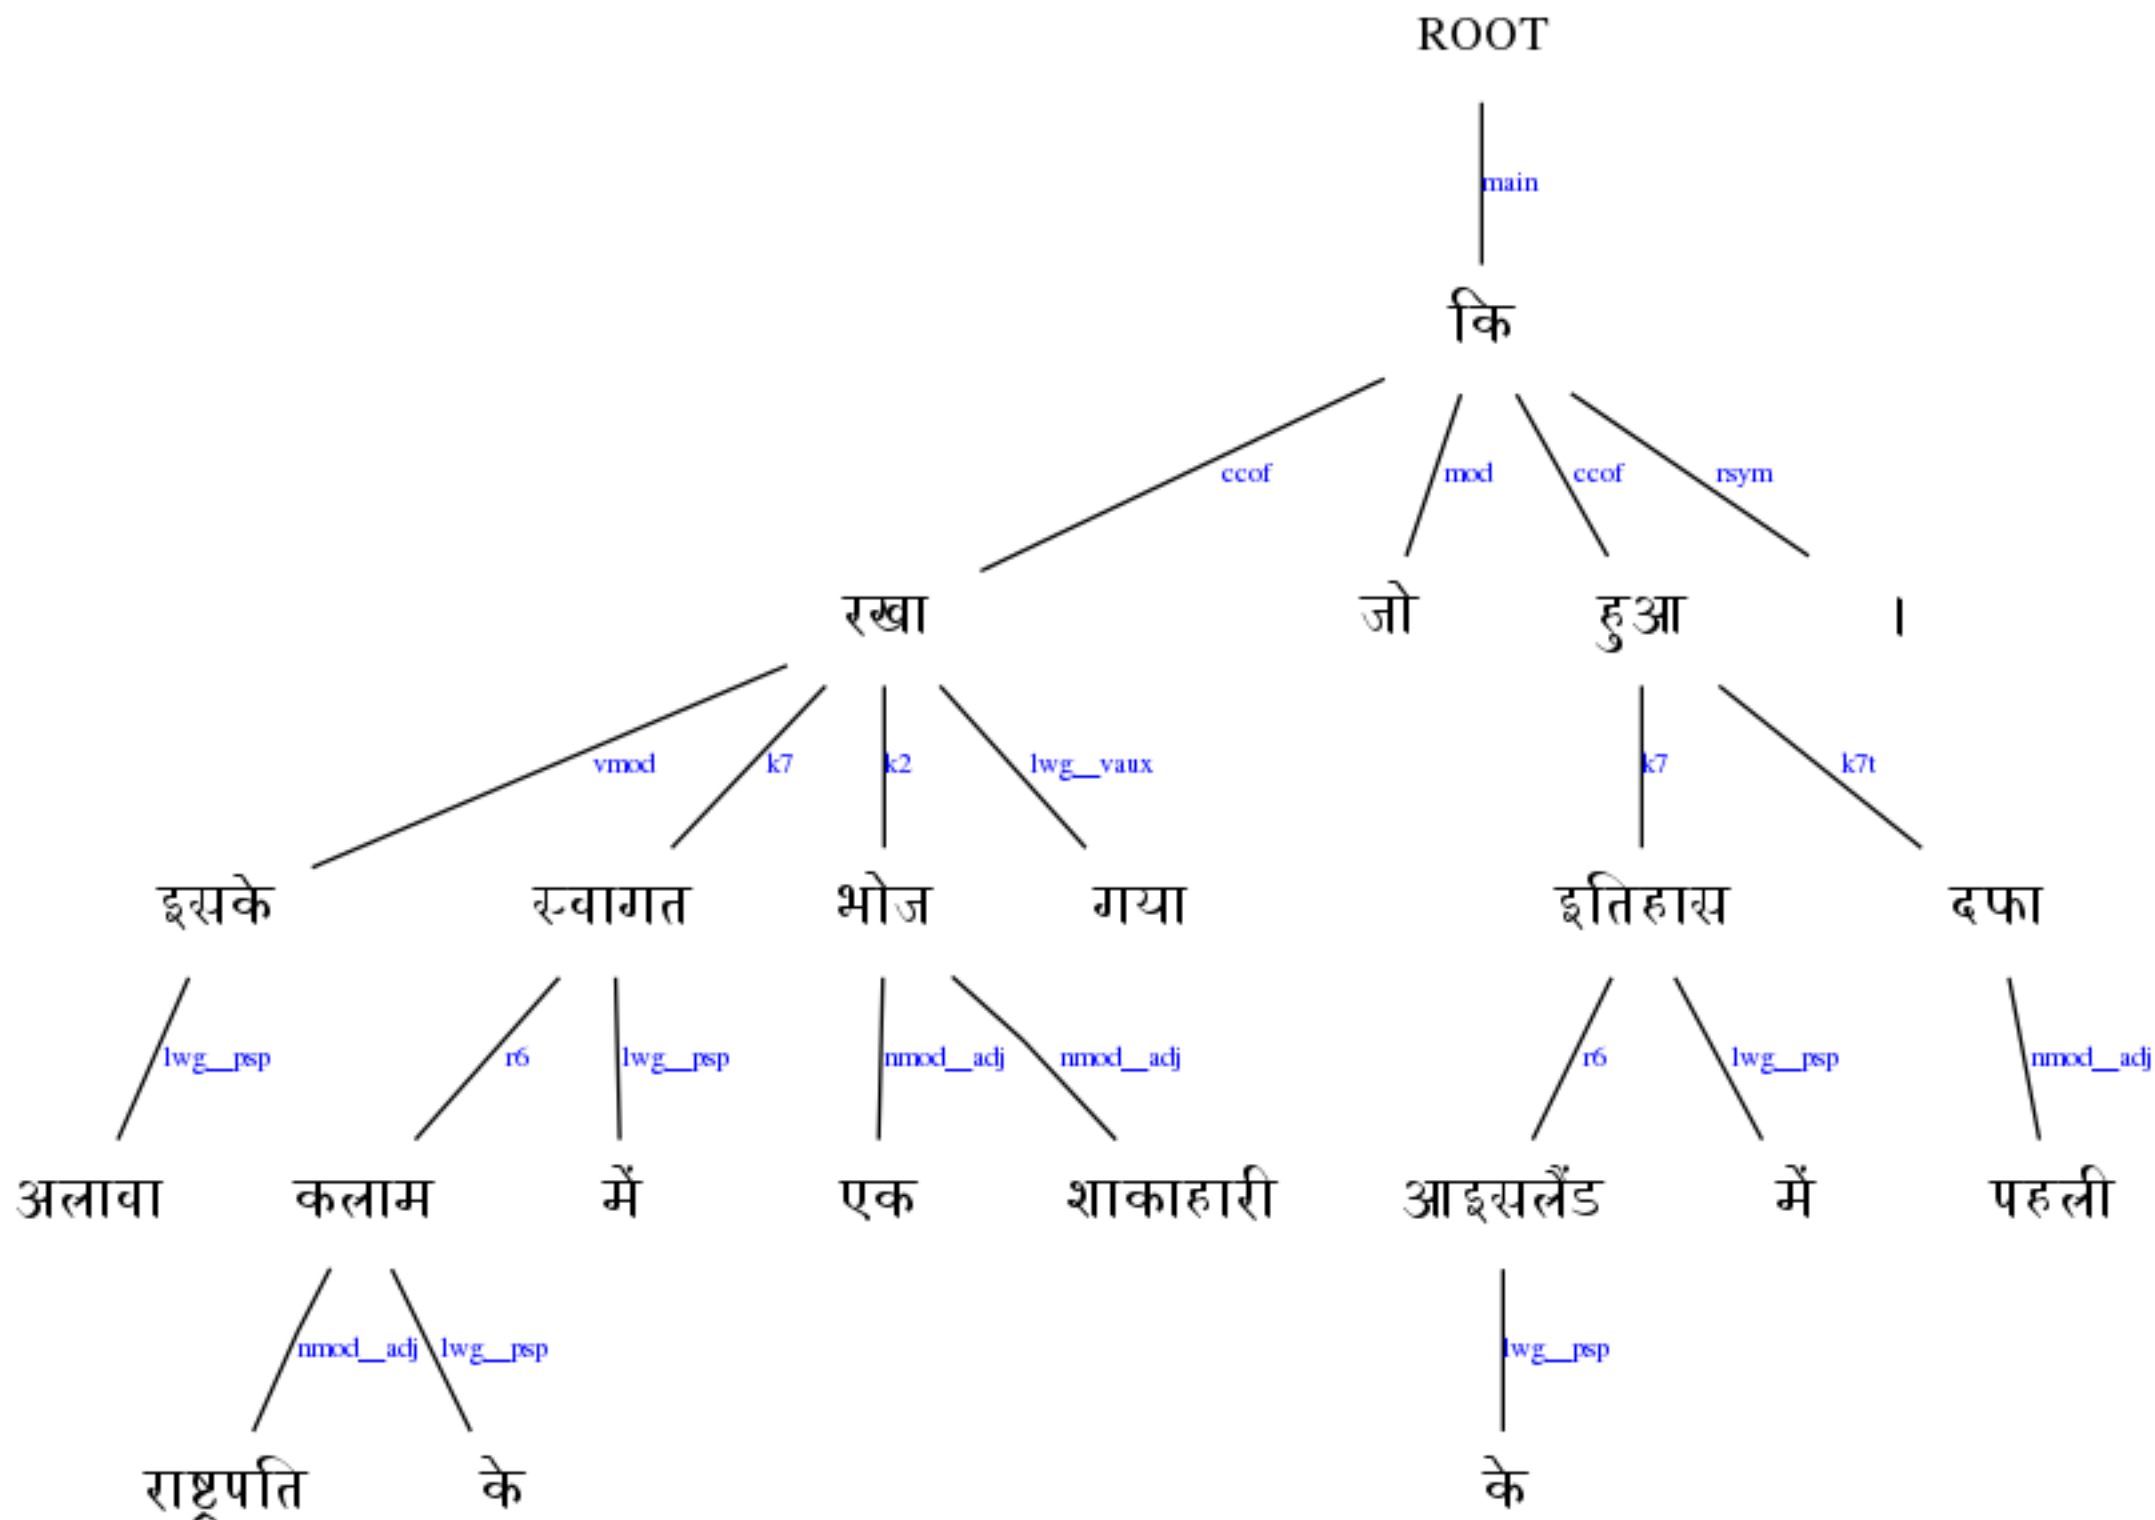 ROOT
main
कि
ccof mod ccof rsym
रखा जो हुआ ।
vmod k7 k2 lwg__vaux k7 k7t
इसके स्वागत भोज गया इतिहास दफा
lwg__psp r6 lwg__psp nmod__adj nmod__adj r6 lwg__psp nmod__adj
अलावा कलाम में एक शाकाहारी आइसलैंड में पहली
nmod__adj lwg__psp lwg__psp
राष्ट्रपति के के